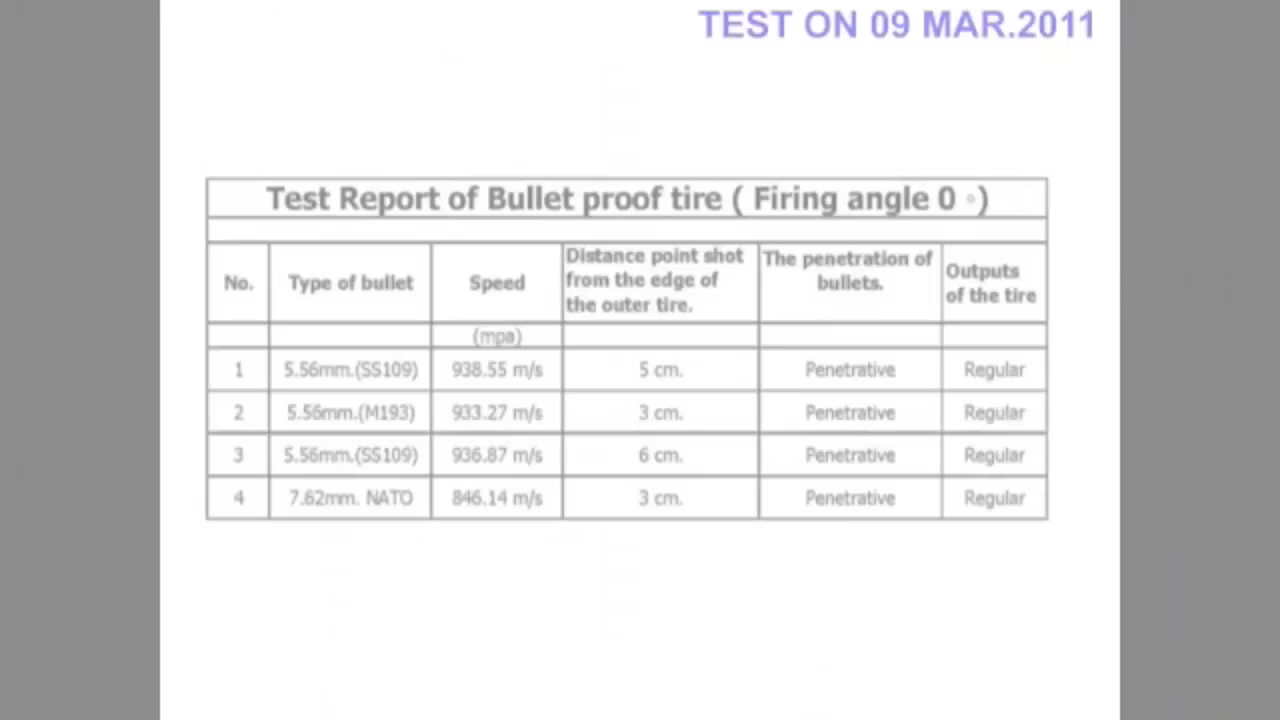 TEST ON 09 MAR.2011
Test Report of Bullet proof tire ( Firing angle 0 °)
No. Type of bullet Speed Distance point shot from the edge of the outer tire. The penetration of bullets. Outputs of the tire
(mpa)
1 5.56mm.(SS109) 938.55 m/s 5 cm. Penetrative Regular
2 5.56mm.(M193) 933.27 m/s 3 cm. Penetrative Regular
3 5.56mm.(SS109) 936.87 m/s 6 cm. Penetrative Regular
4 7.62mm. NATO 846.14 m/s 3 cm. Penetrative Regular